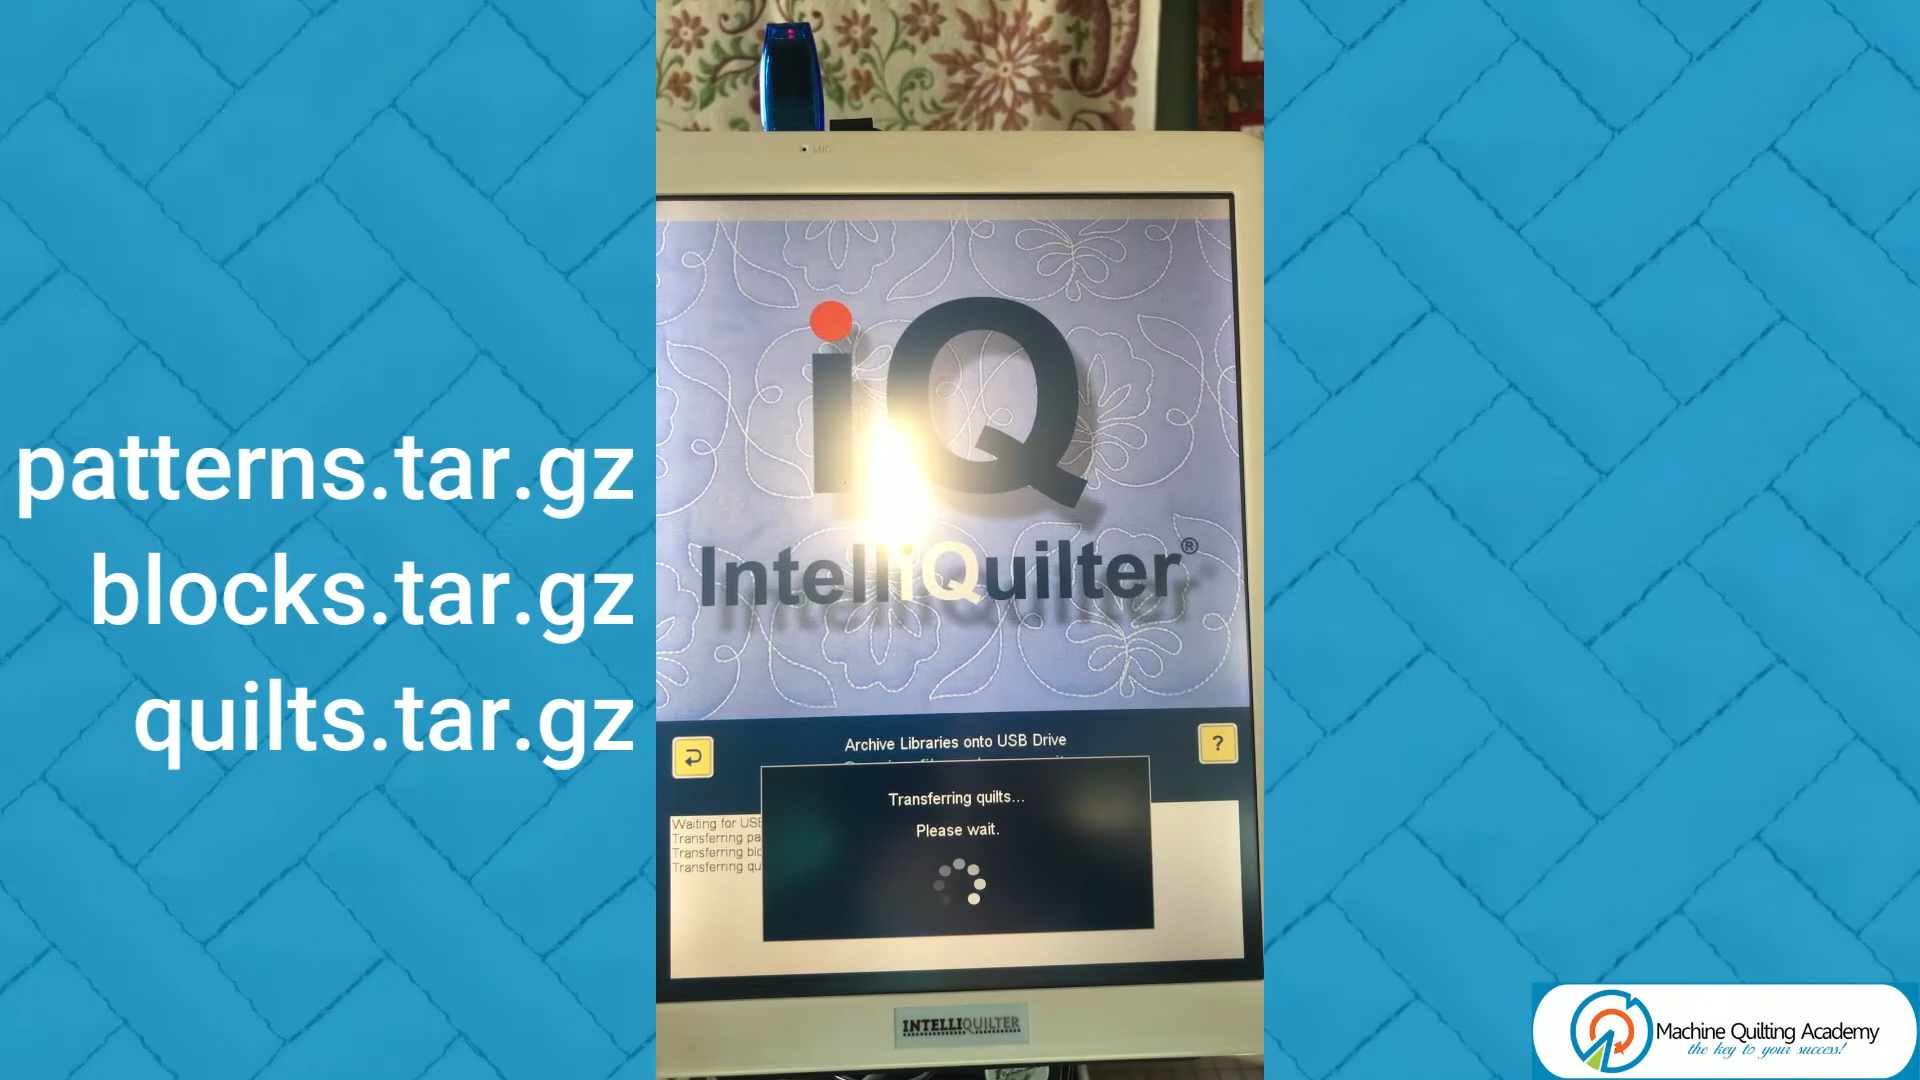 patterns.tar.gz
blocks.tar.gz
quilts.tar.gz
MIC
iQ
IntelliQuilter®
Archive Libraries onto USB Drive
?
Transferring quilts...
Please wait.
Waiting for USB
Transferring pa
Transferring blo
Transferring qu
INTELLIQUILTER
Machine Quilting Academy
the key to your success!